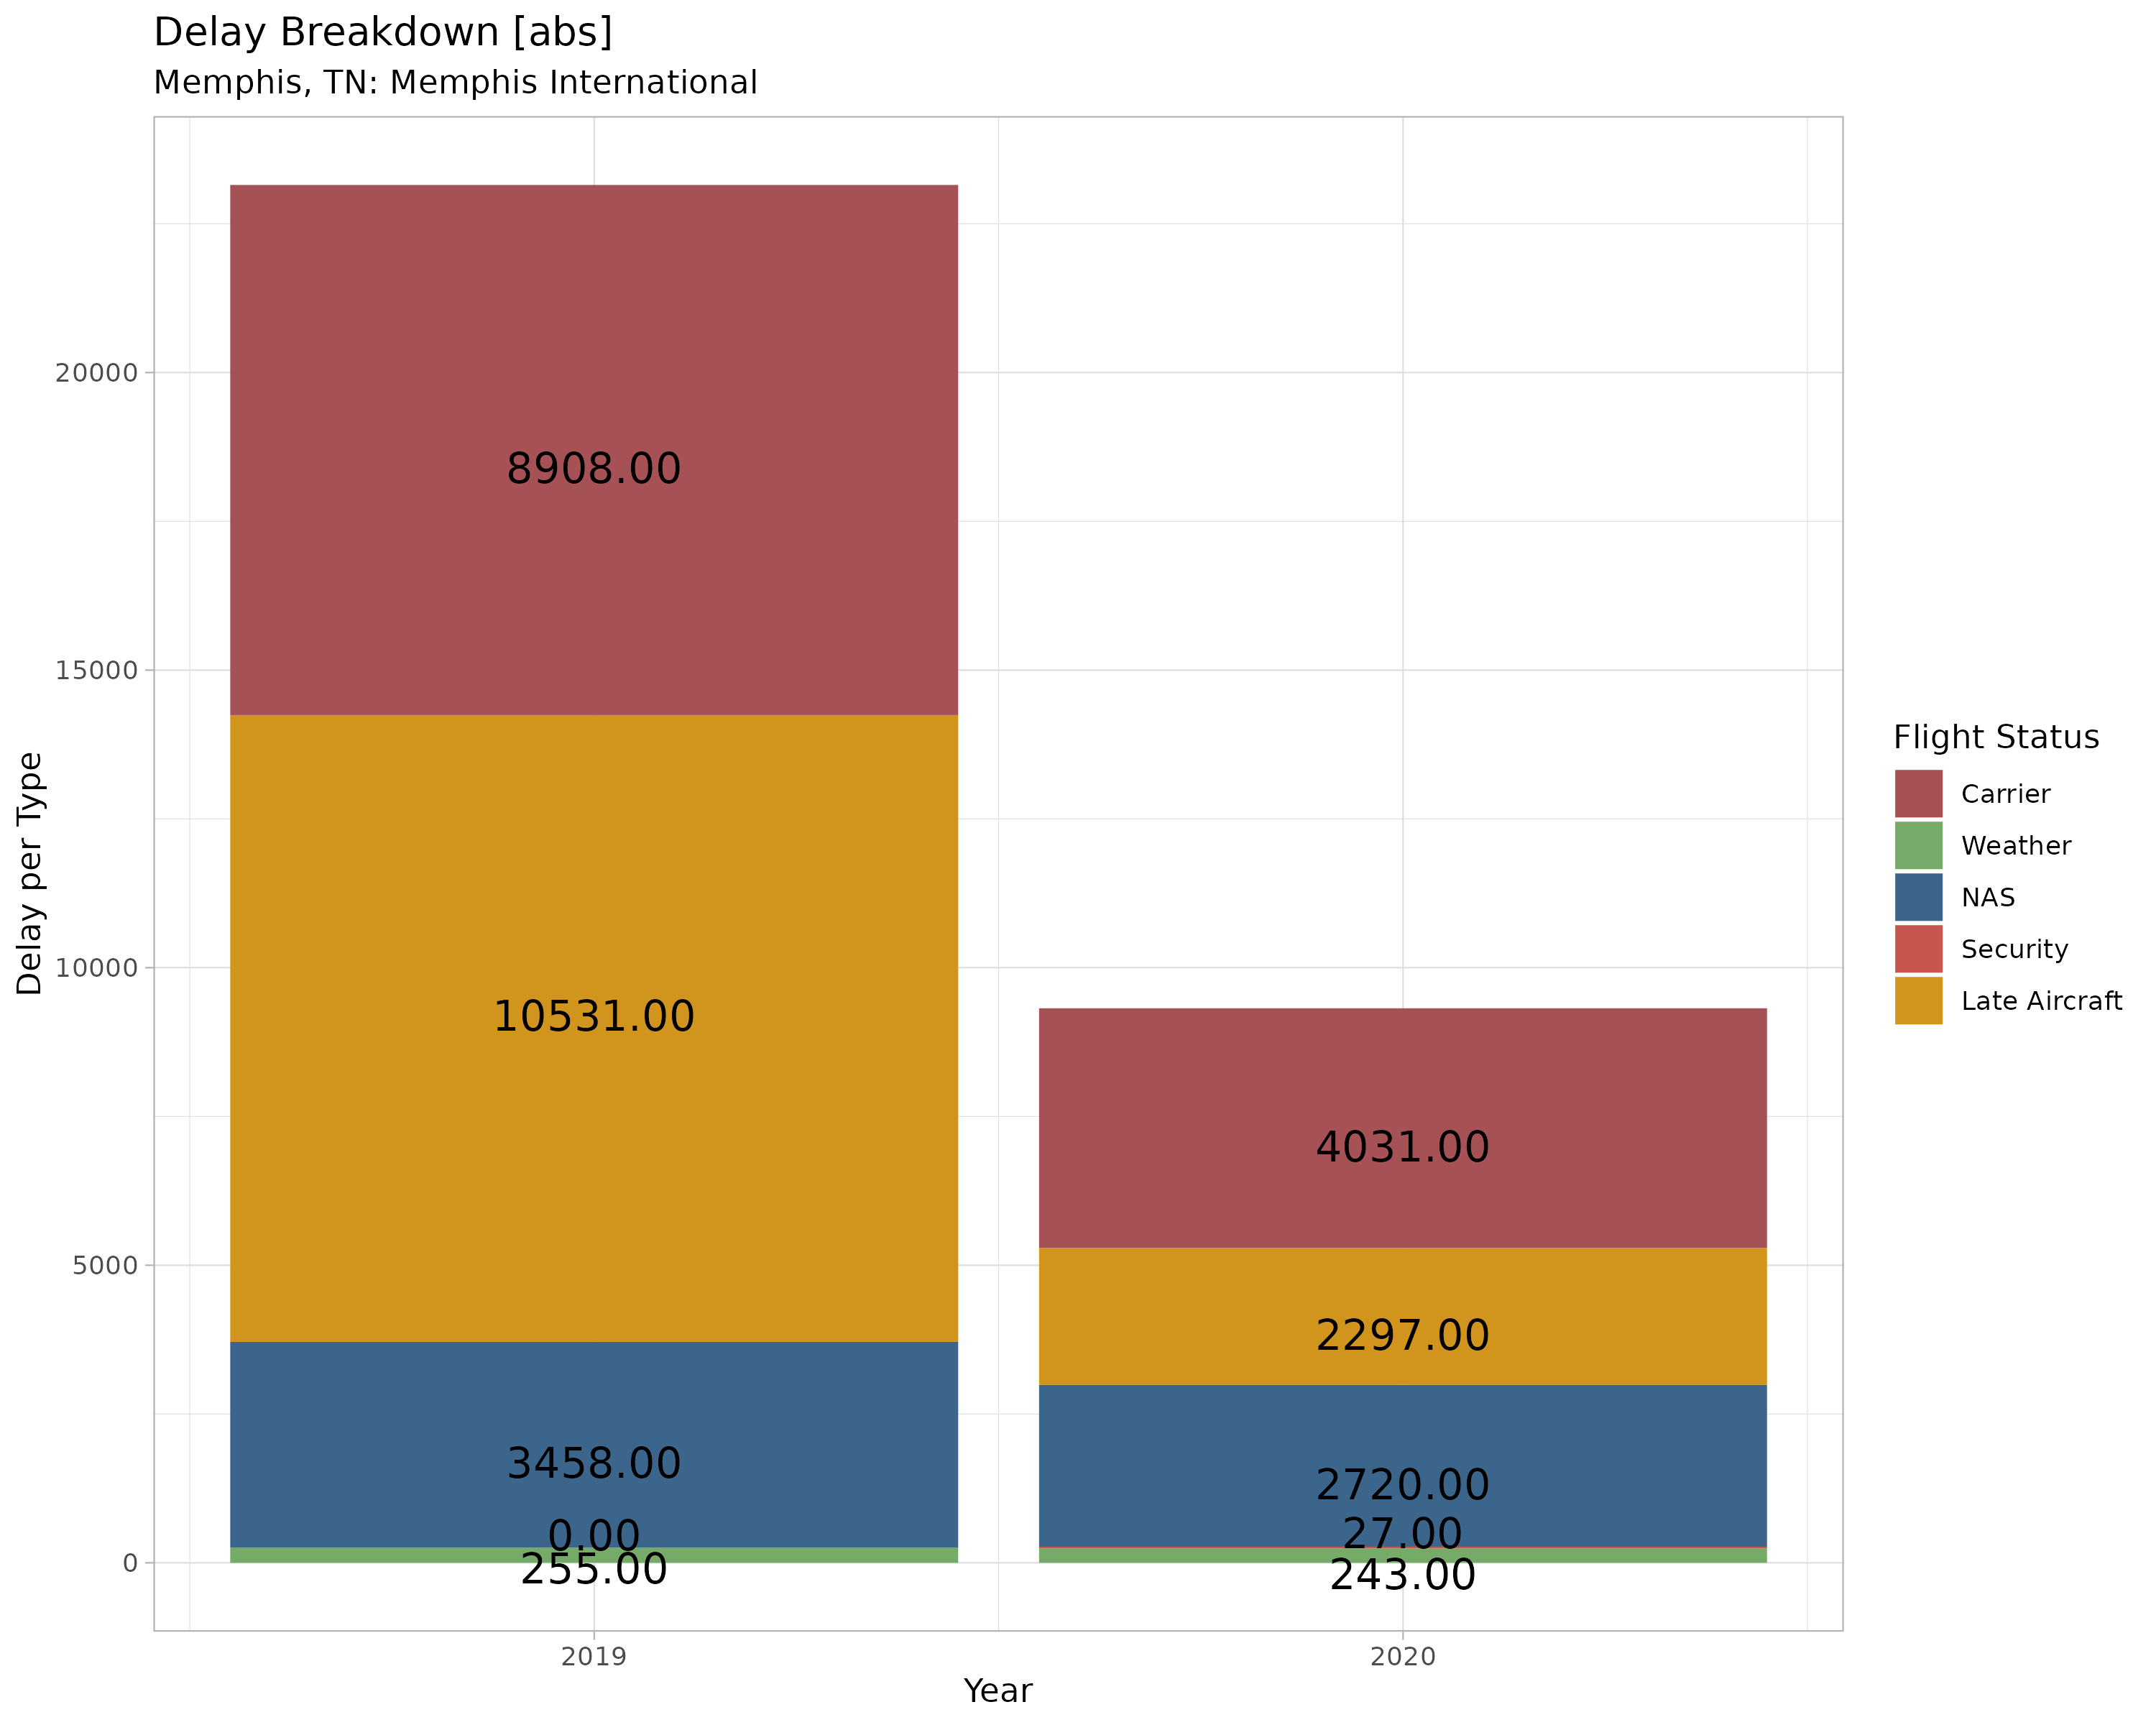 Delay Breakdown [abs]
Memphis, TN: Memphis International
Delay per Type
20000
15000
10000
5000
0
8908.00
10531.00
3458.00
0.00
255.00
4031.00
2297.00
2720.00
27.00
243.00
2019
2020
Year
Flight Status
Carrier
Weather
NAS
Security
Late Aircraft